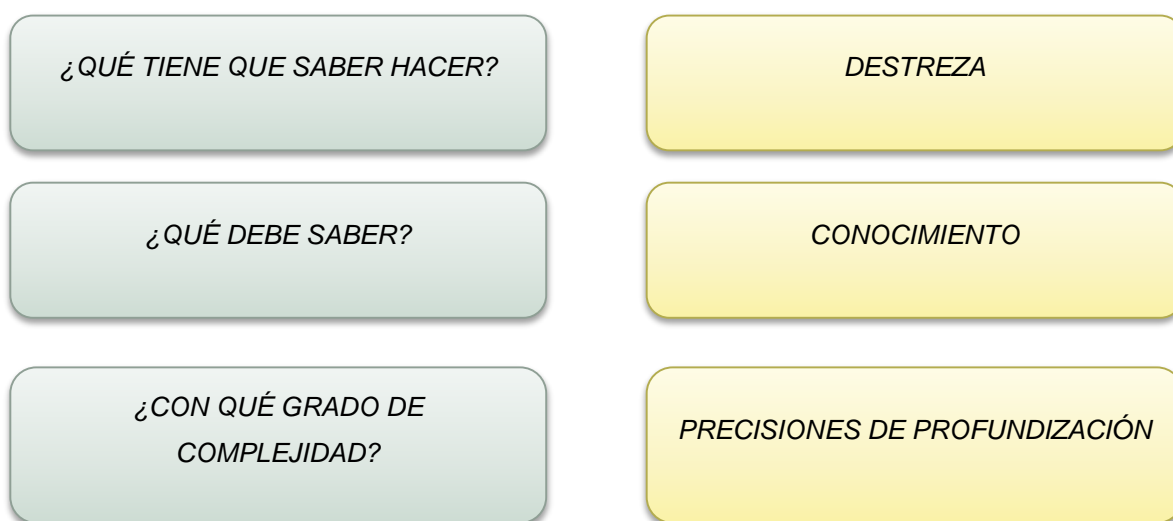 ¿QUÉ TIENE QUE SABER HACER?
DESTREZA
¿QUÉ DEBE SABER?
CONOCIMIENTO
¿CON QUÉ GRADO DE
COMPLEJIDAD?
PRECISIONES DE PROFUNDIZACIÓN